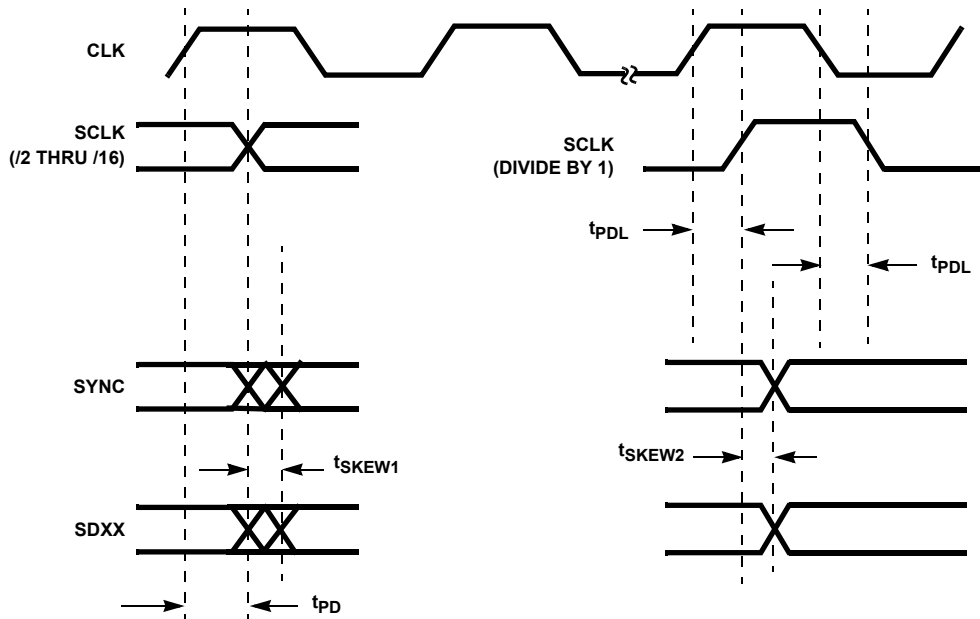 CLK
SCLK
(/2 THRU /16)
SCLK
(DIVIDE BY 1)
tPDL
tPDL
SYNC
tSKEW1
tSKEW2
SDXX
tPD